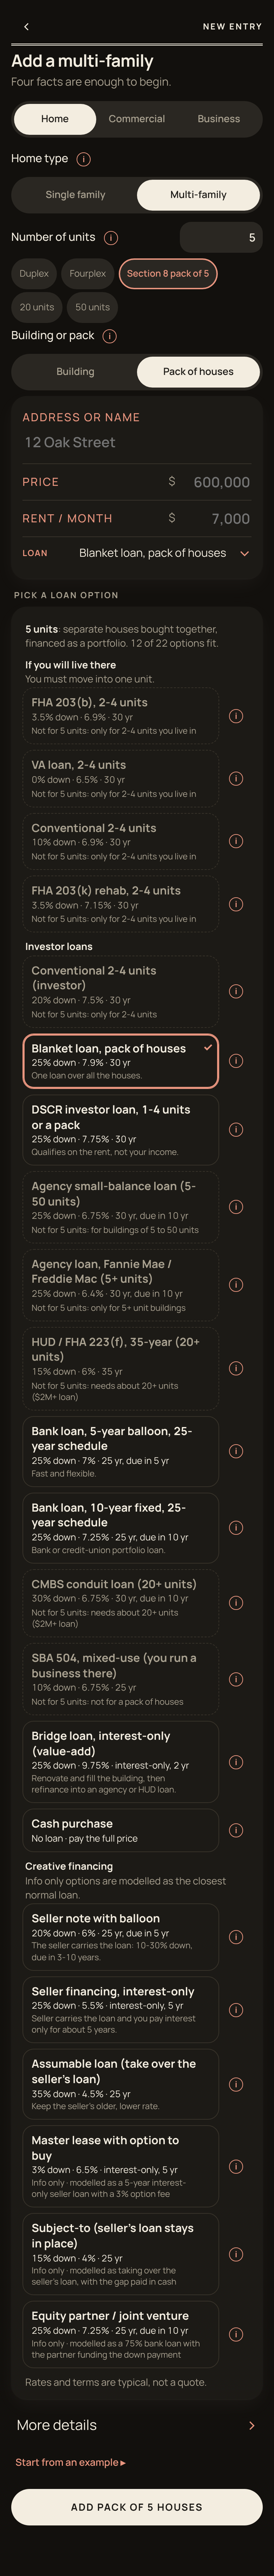 NEW ENTRY
Add a multi-family
Four facts are enough to begin.
Home
Commercial
Business
Home type
Single family
Multi-family
Number of units
5
Duplex
Fourplex
Section 8 pack of 5
20 units
50 units
Building or pack
Building
Pack of houses
ADDRESS OR NAME
12 Oak Street
PRICE $ 600,000
RENT / MONTH $ 7,000
LOAN Blanket loan, pack of houses
PICK A LOAN OPTION
5 units: separate houses bought together,
financed as a portfolio. 12 of 22 options fit.
If you will live there
You must move into one unit.
FHA 203(b), 2-4 units
3.5% down · 6.9% · 30 yr
Not for 5 units: only for 2-4 units you live in
VA loan, 2-4 units
0% down · 6.5% · 30 yr
Not for 5 units: only for 2-4 units you live in
Conventional 2-4 units
10% down · 6.9% · 30 yr
Not for 5 units: only for 2-4 units you live in
FHA 203(k) rehab, 2-4 units
3.5% down · 7.15% · 30 yr
Not for 5 units: only for 2-4 units you live in
Investor loans
Conventional 2-4 units
(investor)
20% down · 7.5% · 30 yr
Not for 5 units: only for 2-4 units
Blanket loan, pack of houses
25% down · 7.9% · 30 yr
One loan over all the houses.
DSCR investor loan, 1-4 units
or a pack
25% down · 7.75% · 30 yr
Qualifies on the rent, not your income.
Agency small-balance loan (5-
50 units)
25% down · 6.75% · 30 yr, due in 10 yr
Not for 5 units: for buildings of 5 to 50 units
Agency loan, Fannie Mae /
Freddie Mac (5+ units)
25% down · 6.4% · 30 yr, due in 10 yr
Not for 5 units: only for 5+ unit buildings
HUD / FHA 223(f), 35-year (20+
units)
15% down · 6% · 35 yr
Not for 5 units: needs about 20+ units
($2M+ loan)
Bank loan, 5-year balloon, 25-
year schedule
25% down · 7% · 25 yr, due in 5 yr
Fast and flexible.
Bank loan, 10-year fixed, 25-
year schedule
25% down · 7.25% · 25 yr, due in 10 yr
Bank or credit-union portfolio loan.
CMBS conduit loan (20+ units)
30% down · 6.75% · 30 yr, due in 10 yr
Not for 5 units: needs about 20+ units
($2M+ loan)
SBA 504, mixed-use (you run a
business there)
10% down · 6.75% · 25 yr
Not for 5 units: not for a pack of houses
Bridge loan, interest-only
(value-add)
25% down · 9.75% · interest-only, 2 yr
Renovate and fill the building, then
refinance into an agency or HUD loan.
Cash purchase
No loan · pay the full price
Creative financing
Info only options are modelled as the closest
normal loan.
Seller note with balloon
20% down · 6% · 25 yr, due in 5 yr
The seller carries the loan: 10-30% down,
due in 3-10 years.
Seller financing, interest-only
25% down · 5.5% · interest-only, 5 yr
Seller carries the loan and you pay interest
only for about 5 years.
Assumable loan (take over the
seller's loan)
35% down · 4.5% · 25 yr
Keep the seller's older, lower rate.
Master lease with option to
buy
3% down · 6.5% · interest-only, 5 yr
Info only · modelled as a 5-year interest-
only seller loan with a 3% option fee
Subject-to (seller's loan stays
in place)
15% down · 4% · 25 yr
Info only · modelled as taking over the
seller's loan, with the gap paid in cash
Equity partner / joint venture
25% down · 7.25% · 25 yr, due in 10 yr
Info only · modelled as a 75% bank loan with
the partner funding the down payment
Rates and terms are typical, not a quote.
More details
Start from an example ▸
ADD PACK OF 5 HOUSES